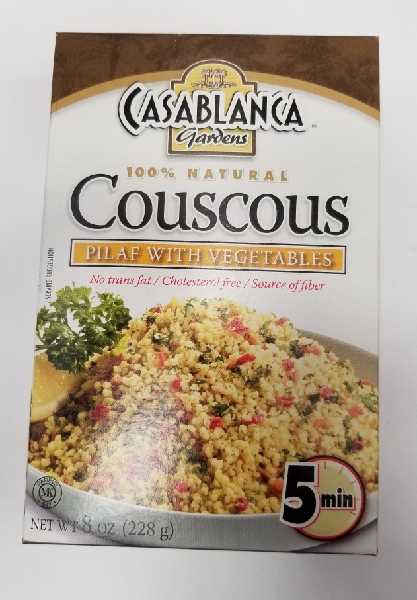 CASABLANCA
Gardens
100% NATURAL
Couscous
PILAF WITH VEGETABLES
No trans fat / Cholesterol free / Source of fiber
MK
5 min
NET WT 8 oz (228 g)